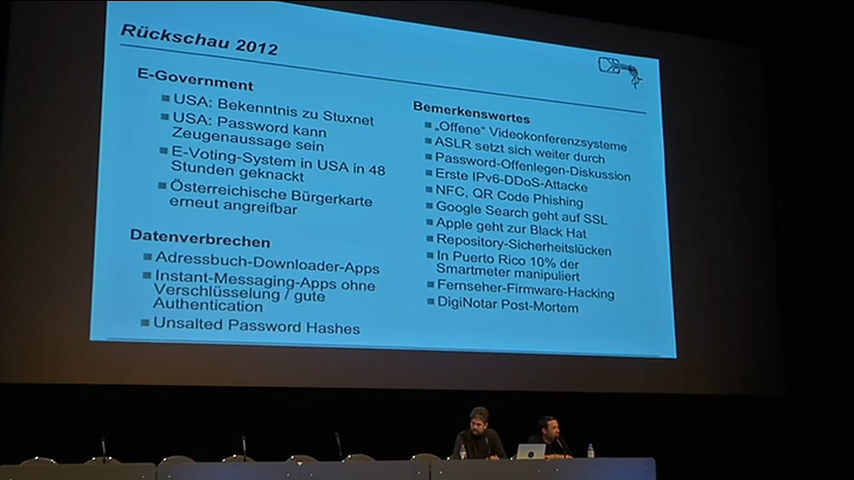 Rückschau 2012
E-Government
USA: Bekenntnis zu Stuxnet
USA: Password kann
Zeugenaussage sein
E-Voting-System in USA in 48
Stunden geknackt
Österreichische Bürgerkarte
erneut angreifbar
Datenverbrechen
Adressbuch-Downloader-Apps
Instant-Messaging-Apps ohne
Verschlüsselung / gute
Authentication
Unsalted Password Hashes
Bemerkenswertes
„Offene“ Videokonferenzsysteme
ASLR setzt sich weiter durch
Password-Offenlegen-Diskussion
Erste IPv6-DDoS-Attacke
NFC, QR Code Phishing
Google Search geht auf SSL
Apple geht zur Black Hat
Repository-Sicherheitslücken
In Puerto Rico 10% der
Smartmeter manipuliert
Fernseher-Firmware-Hacking
DigiNotar Post-Mortem